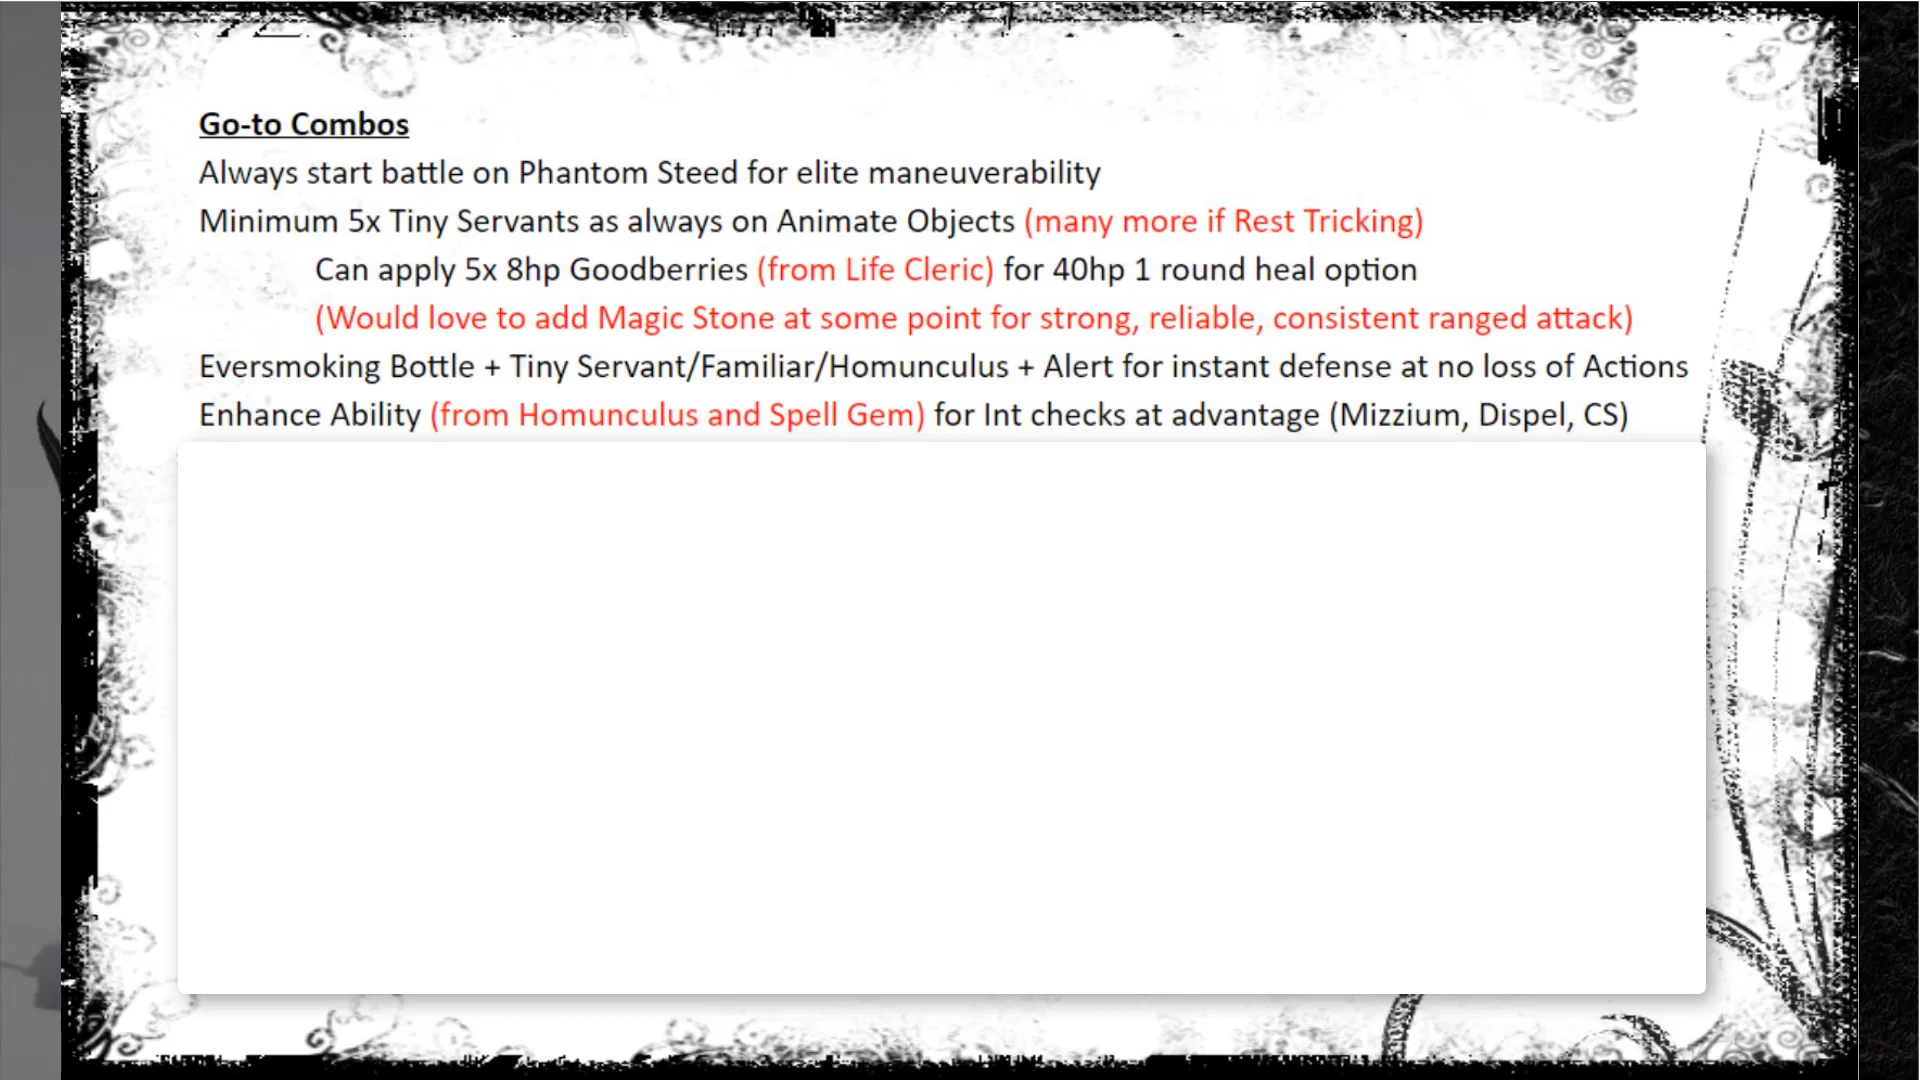 Go-to Combos
Always start battle on Phantom Steed for elite maneuverability
Minimum 5x Tiny Servants as always on Animate Objects (many more if Rest Tricking)
Can apply 5x 8hp Goodberries (from Life Cleric) for 40hp 1 round heal option
(Would love to add Magic Stone at some point for strong, reliable, consistent ranged attack)
Eversmoking Bottle + Tiny Servant/Familiar/Homunculus + Alert for instant defense at no loss of Actions
Enhance Ability (from Homunculus and Spell Gem) for Int checks at advantage (Mizzium, Dispel, CS)